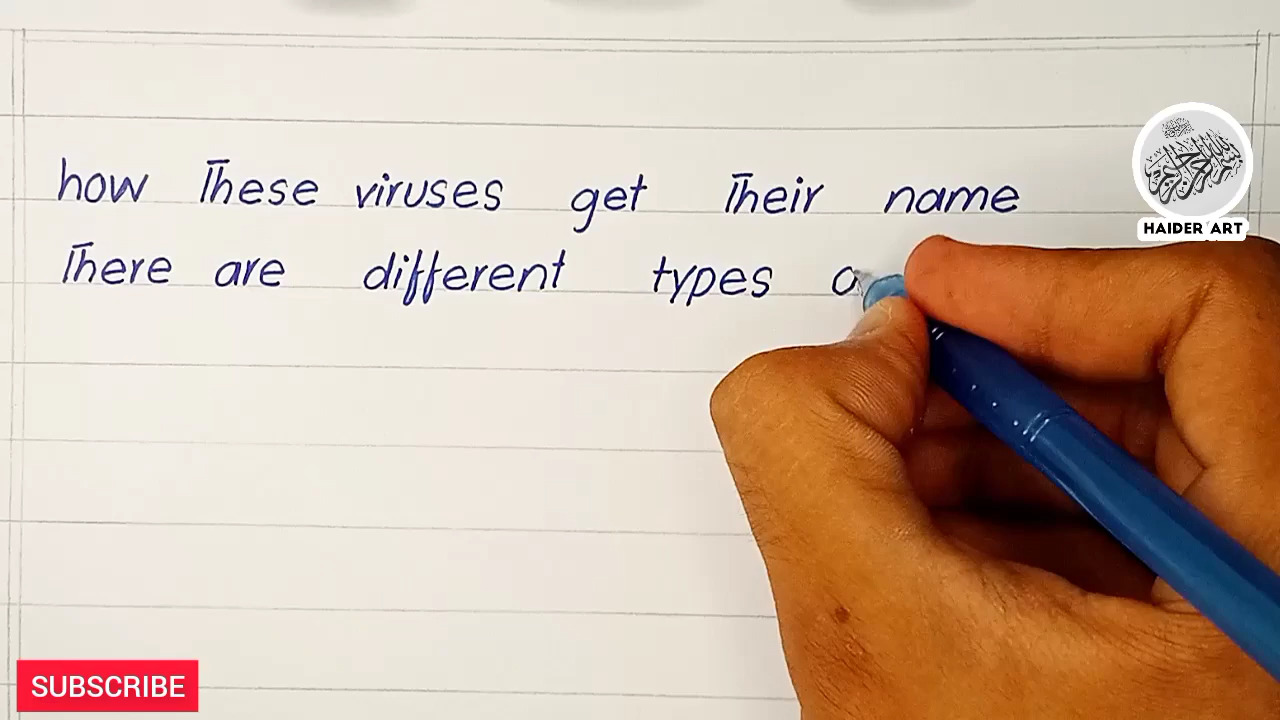 how These viruses get Their name
There are different types
HAIDER ART
SUBSCRIBE